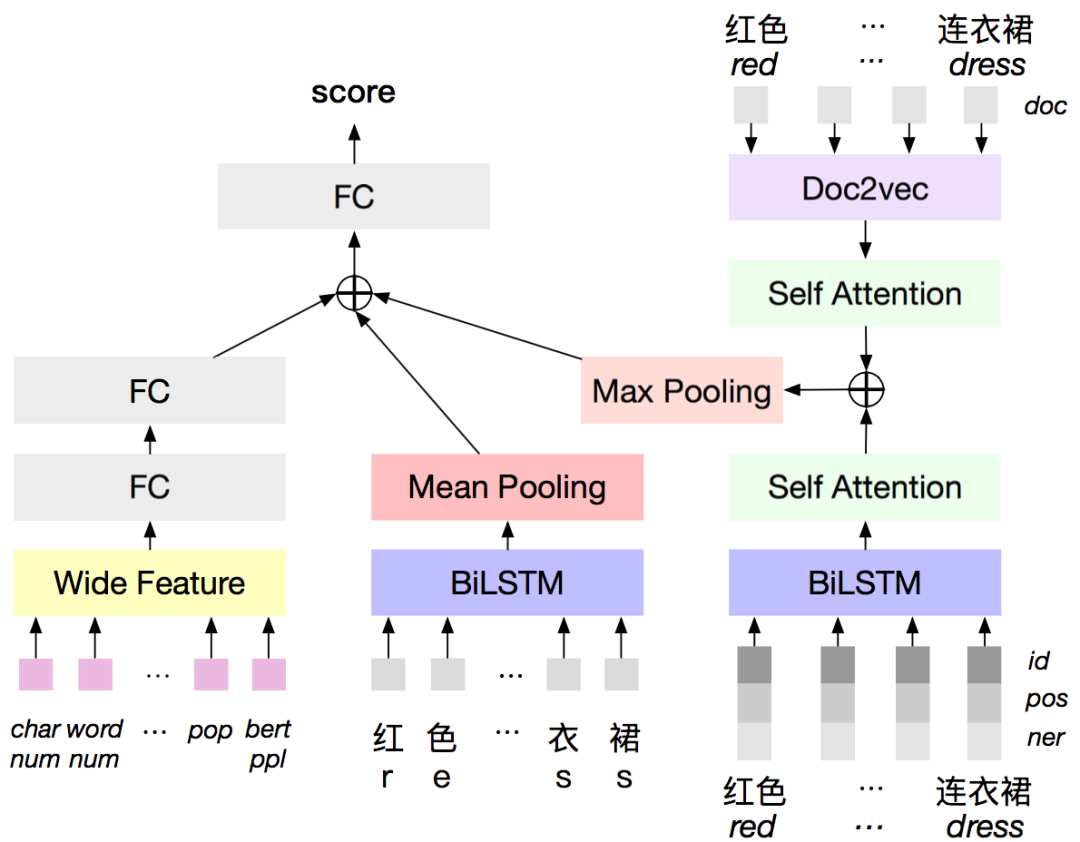 score
FC
FC
FC
Wide Feature
char word ... pop bert
num num ppl
Mean Pooling
BiLSTM
红 色 ... 衣 裙
r e s s
红色 ... 连衣裙
red ... dress
doc
Doc2vec
Self Attention
Max Pooling
Self Attention
BiLSTM
id
pos
ner
红色 ... 连衣裙
red ... dress